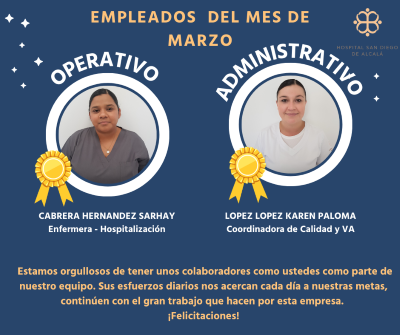 EMPLEADOS DEL MES DE
MARZO
HOSPITAL SAN DIEGO
DE ALCALÁ
OPERATIVO
ADMINISTRATIVO
CABRERA HERNANDEZ SARHAY
Enfermera - Hospitalización
LOPEZ LOPEZ KAREN PALOMA
Coordinadora de Calidad y VA
Estamos orgullosos de tener unos colaboradores como ustedes como parte de
nuestro equipo. Sus esfuerzos diarios nos acercan cada día a nuestras metas,
continúen con el gran trabajo que hacen por esta empresa.
¡Felicitaciones!